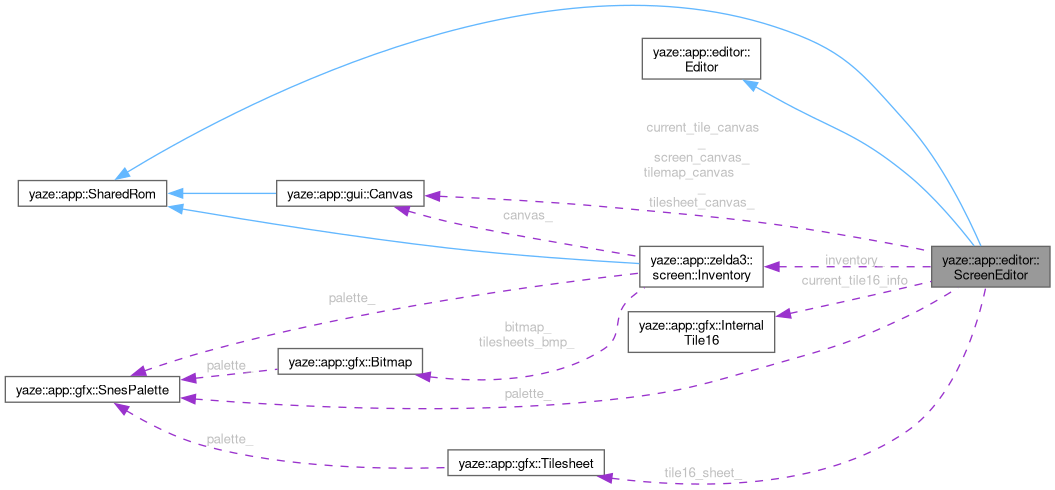 yaze::app::editor::
Editor
current_tile_canvas
_
screen_canvas_
tilemap_canvas
_
tilesheet_canvas_
yaze::app::SharedRom
yaze::app::gui::Canvas
canvas_
yaze::app::zelda3::
screen::Inventory
inventory_
yaze::app::editor::
ScreenEditor
current_tile16_info
palette_
bitmap_
tilesheets_bmp_
yaze::app::gfx::Internal
Tile16
yaze::app::gfx::Bitmap
palette_
yaze::app::gfx::SnesPalette
palette_
palette_
yaze::app::gfx::Tilesheet
tile16_sheet_